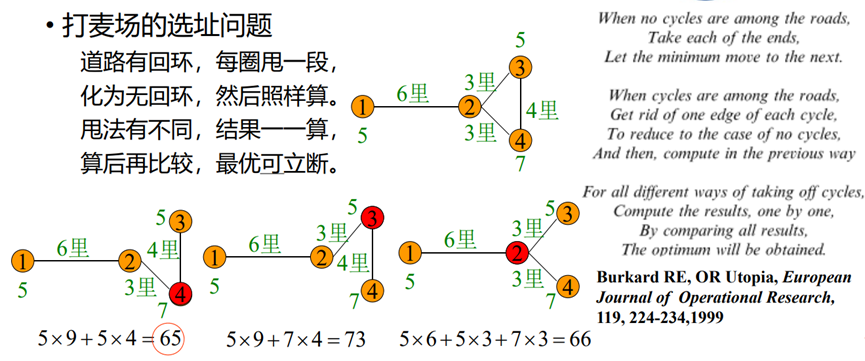 • 打麦场的选址问题
道路有回环，每圈甩一段，
化为无回环，然后照样算。
甩法有不同，结果一一算，
算后再比较，最优可立断。
5
3
3里
6里
1
2
4里
3里
5
4
7
When no cycles are among the roads,
Take each of the ends,
Let the minimum move to the next.
When cycles are among the roads,
Get rid of one edge of each cycle,
To reduce to the case of no cycles,
And then, compute in the previous way
For all different ways of taking off cycles,
Compute the results, one by one,
By comparing all results,
The optimum will be obtained.
Burkard RE, OR Utopia, European
Journal of Operational Research,
119, 224-234,1999
5 3
6里 4里
1 2
3里
5 7 4
5×9+5×4=65
5 3
6里 3里
1 2 4里
5 7 4
5×9+7×4=73
5 3
6里 3里
1 2
3里
5 7 4
5×6+5×3+7×3=66